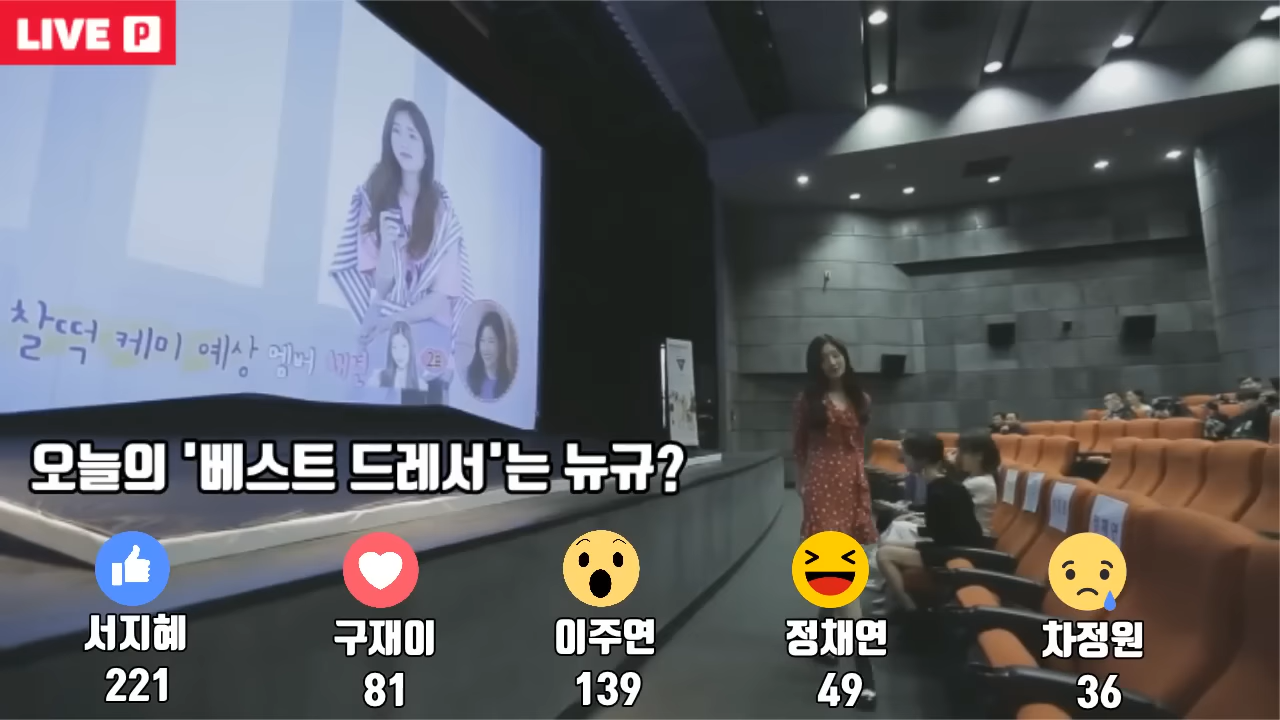 LIVE P
찰떡 케미 예상 멤버
2표
오늘의 '베스트 드레서'는 뉴규?
서지혜
구재이
이주연
정채연
차정원
221
81
139
49
36